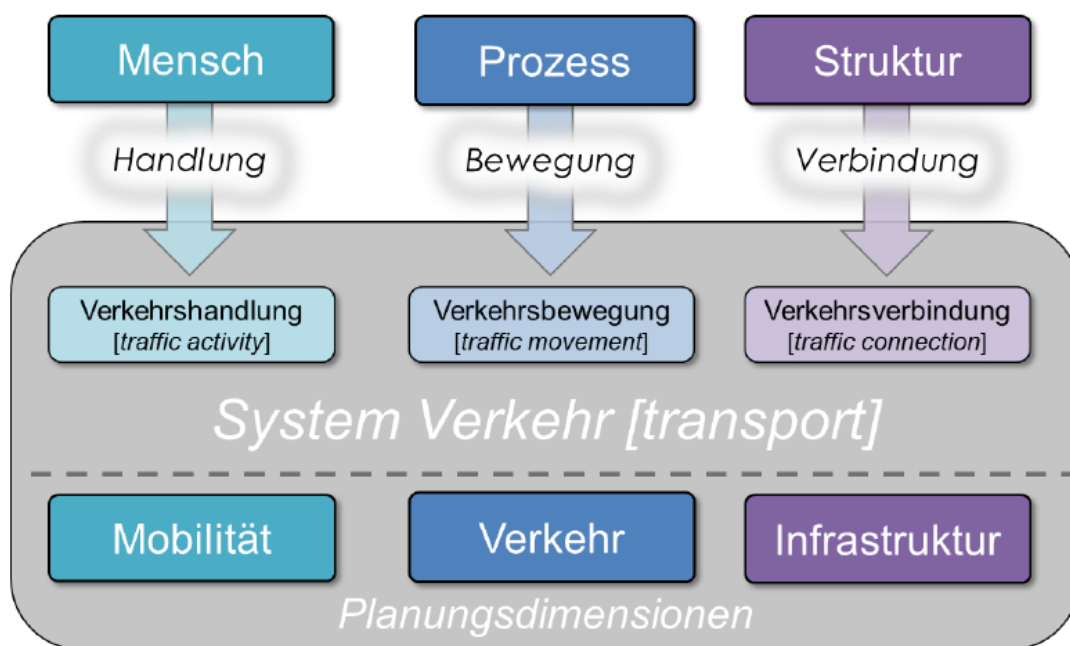 Mensch
Prozess
Struktur
Handlung
Bewegung
Verbindung
Verkehrshandlung
[traffic activity]
Verkehrsbewegung
[traffic movement]
Verkehrsverbindung
[traffic connection]
System Verkehr [transport]
Mobilität
Verkehr
Infrastruktur
Planungsdimensionen